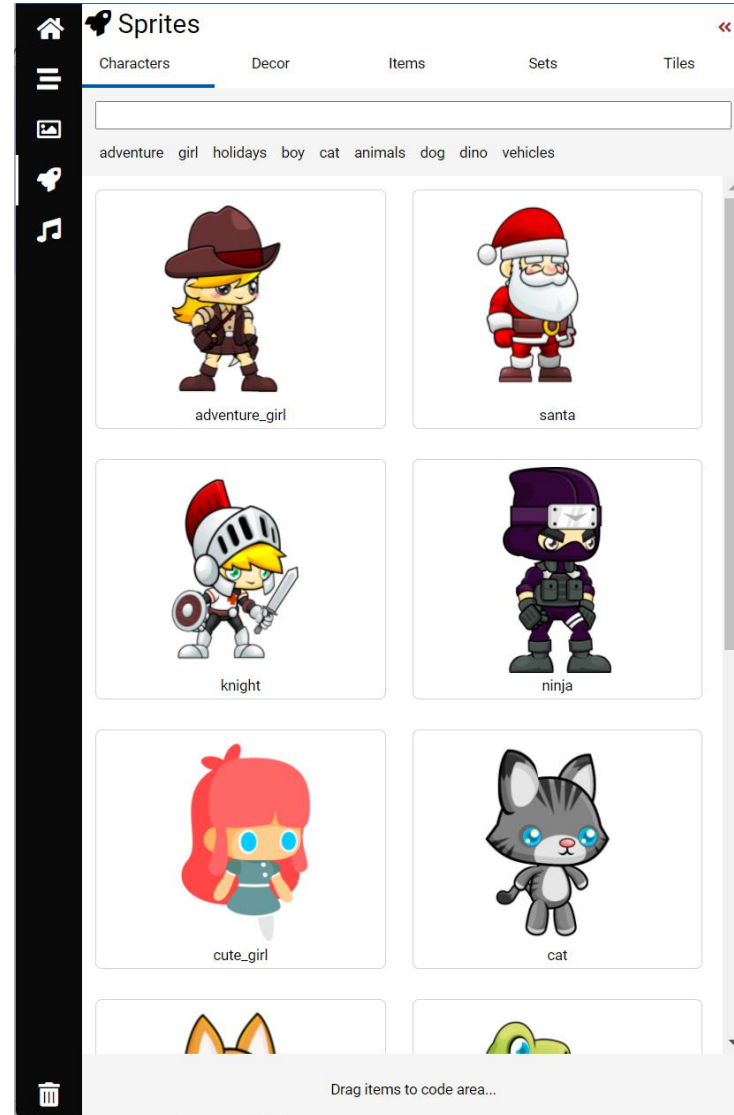 Sprites
Characters Decor Items Sets Tiles
adventure girl holidays boy cat animals dog dino vehicles
adventure_girl santa
knight ninja
cute_girl cat
Drag items to code area...